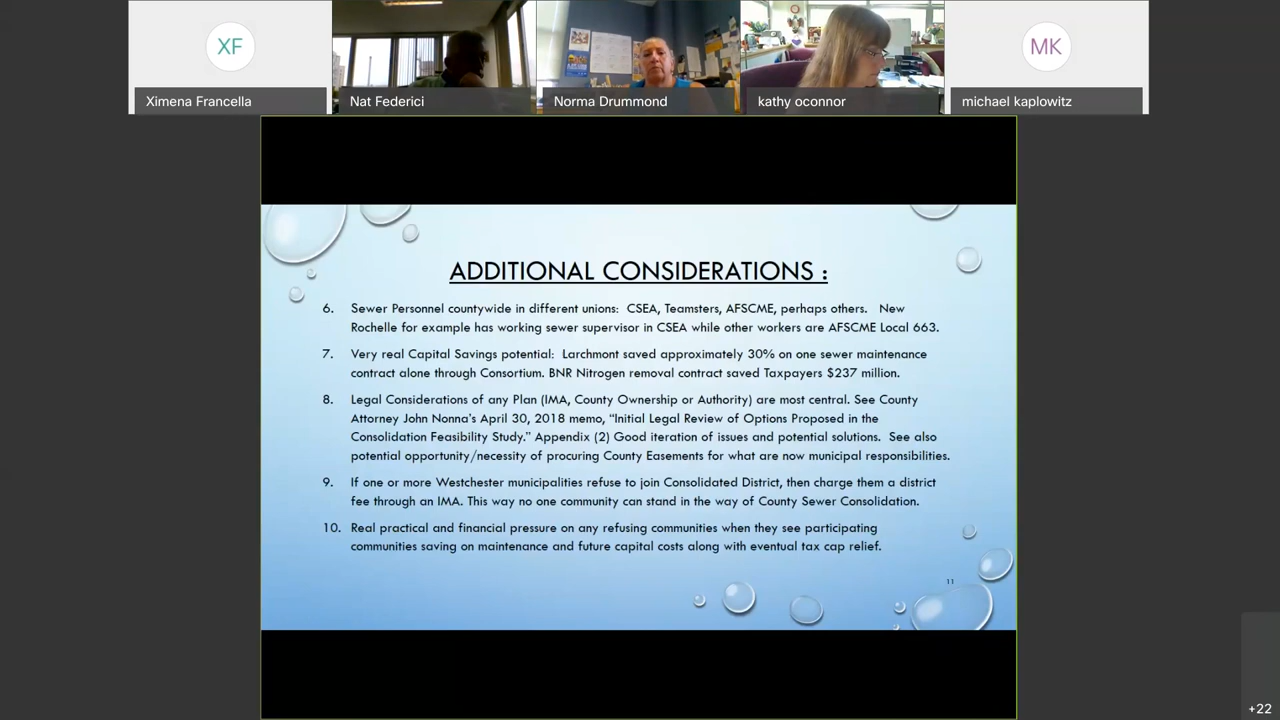 XF
MK
Ximena Francella
Nat Federici
Norma Drummond
kathy oconnor
michael kaplowitz
ADDITIONAL CONSIDERATIONS :
6. Sewer Personnel countywide in different unions: CSEA, Teamsters, AFSCME, perhaps others. New
Rochelle for example has working sewer supervisor in CSEA while other workers are AFSCME Local 663.
7. Very real Capital Savings potential: Larchmont saved approximately 30% on one sewer maintenance
contract alone through Consortium. BNR Nitrogen removal contract saved Taxpayers $237 million.
8. Legal Considerations of any Plan (IMA, County Ownership or Authority) are most central. See County
Attorney John Nonna's April 30, 2018 memo, “Initial Legal Review of Options Proposed in the
Consolidation Feasibility Study.” Appendix (2) Good iteration of issues and potential solutions. See also
potential opportunity/necessity of procuring County Easements for what are now municipal responsibilities.
9. If one or more Westchester municipalities refuse to join Consolidated District, then charge them a district
fee through an IMA. This way no one community can stand in the way of County Sewer Consolidation.
10. Real practical and financial pressure on any refusing communities when they see participating
communities saving on maintenance and future capital costs along with eventual tax cap relief.
11
+22